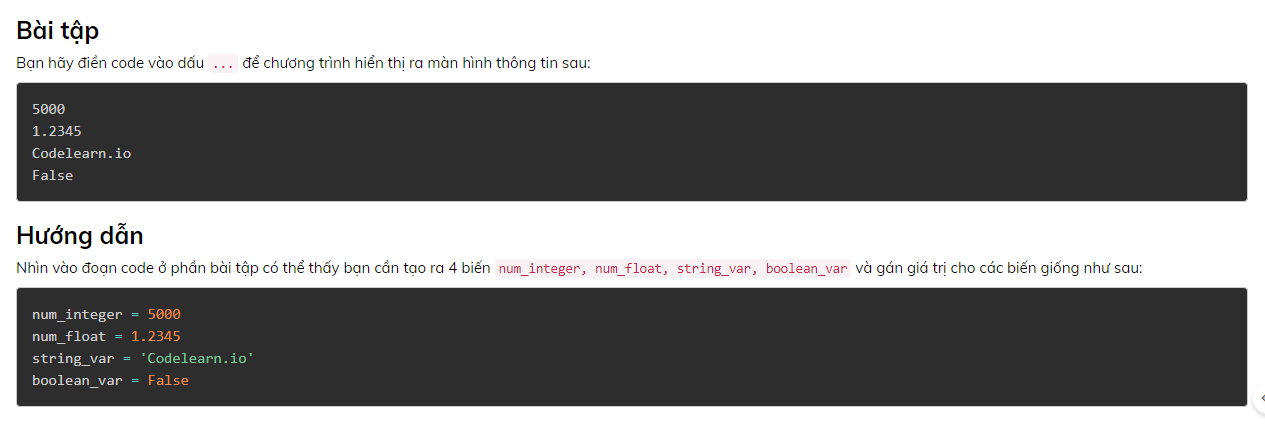 Bài tập
Bạn hãy điền code vào dấu ... để chương trình hiển thị ra màn hình thông tin sau:
5000
1.2345
Codelearn.io
False
Hướng dẫn
Nhìn vào đoạn code ở phần bài tập có thể thấy bạn cần tạo ra 4 biến num_integer, num_float, string_var, boolean_var và gán giá trị cho các biến giống như sau:
num_integer = 5000
num_float = 1.2345
string_var = 'Codelearn.io'
boolean_var = False